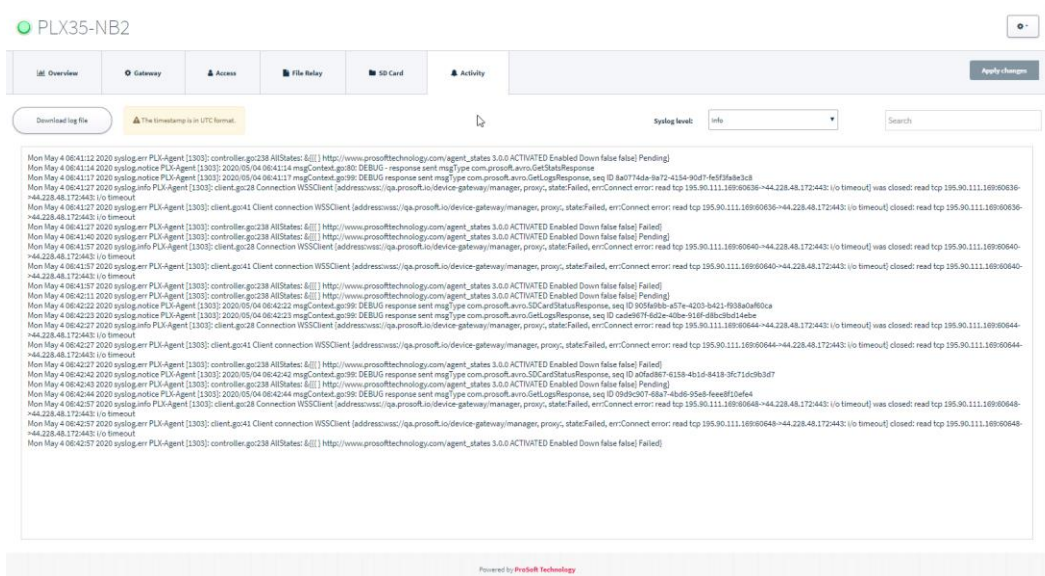 PLX35-NB2
Overview
Gateway
Access
File Relay
SD Card
Activity
Apply changes
Download log file
The timestamp is in UTC format.
Syslog level:
Info
Search
Mon May 4 06:41:12 2020 syslog.err PLX-Agent [1303]: controller.go:238 AllStates: &{[[ } http://www.prosofttechnology.com/agent_states 3.0.0 ACTIVATED Enabled Down false false] Pending}
Mon May 4 06:41:14 2020 syslog.notice PLX-Agent [1303]: 2020/05/04 06:41:14 msgContext.go:80: DEBUG - response sent msgType com.prosoft.avro.GetStatsResponse
Mon May 4 06:41:17 2020 syslog.notice PLX-Agent [1303]: 2020/05/04 06:41:17 msgContext.go:99: DEBUG response sent msgType com.prosoft.avro.GetLogsResponse, seq ID 8a0774da-9a72-4154-90d7-fe5f3fa8e3c8
Mon May 4 06:41:27 2020 syslog.info PLX-Agent [1303]: client.go:28 Connection WSSClient {address:wss://qa.prosoft.io/device-gateway/manager, proxy:, state:Failed, err:Connect error: read tcp 195.90.111.169:60636->44.228.48.172:443: i/o timeout} was closed: read tcp 195.90.111.169:60636-
>44.228.48.172:443: i/o timeout
Mon May 4 06:41:27 2020 syslog.err PLX-Agent [1303]: client.go:41 Client connection WSSClient {address:wss://qa.prosoft.io/device-gateway/manager, proxy:, state:Failed, err:Connect error: read tcp 195.90.111.169:60636->44.228.48.172:443: i/o timeout} closed: read tcp 195.90.111.169:60636-
>44.228.48.172:443: i/o timeout
Mon May 4 06:41:27 2020 syslog.err PLX-Agent [1303]: controller.go:238 AllStates: &{[[ } http://www.prosofttechnology.com/agent_states 3.0.0 ACTIVATED Enabled Down false false] Failed}
Mon May 4 06:41:40 2020 syslog.err PLX-Agent [1303]: controller.go:238 AllStates: &{[[ } http://www.prosofttechnology.com/agent_states 3.0.0 ACTIVATED Enabled Down false false] Pending}
Mon May 4 06:41:57 2020 syslog.info PLX-Agent [1303]: client.go:28 Connection WSSClient {address:wss://qa.prosoft.io/device-gateway/manager, proxy:, state:Failed, err:Connect error: read tcp 195.90.111.169:60640->44.228.48.172:443: i/o timeout} was closed: read tcp 195.90.111.169:60640-
>44.228.48.172:443: i/o timeout
Mon May 4 06:41:57 2020 syslog.err PLX-Agent [1303]: client.go:41 Client connection WSSClient {address:wss://qa.prosoft.io/device-gateway/manager, proxy:, state:Failed, err:Connect error: read tcp 195.90.111.169:60640->44.228.48.172:443: i/o timeout} closed: read tcp 195.90.111.169:60640-
>44.228.48.172:443: i/o timeout
Mon May 4 06:41:57 2020 syslog.err PLX-Agent [1303]: controller.go:238 AllStates: &{[[ } http://www.prosofttechnology.com/agent_states 3.0.0 ACTIVATED Enabled Down false false] Failed}
Mon May 4 06:42:11 2020 syslog.err PLX-Agent [1303]: controller.go:238 AllStates: &{[[ } http://www.prosofttechnology.com/agent_states 3.0.0 ACTIVATED Enabled Down false false] Pending}
Mon May 4 06:42:22 2020 syslog.notice PLX-Agent [1303]: 2020/05/04 06:42:22 msgContext.go:99: DEBUG response sent msgType com.prosoft.avro.SDCardStatusResponse, seq ID 905fa9bb-a57e-4203-b421-f938a0af60ca
Mon May 4 06:42:23 2020 syslog.notice PLX-Agent [1303]: 2020/05/04 06:42:23 msgContext.go:99: DEBUG response sent msgType com.prosoft.avro.GetLogsResponse, seq ID cade967f-6d2e-40be-916f-d8bc9bd14ebe
Mon May 4 06:42:27 2020 syslog.info PLX-Agent [1303]: client.go:28 Connection WSSClient {address:wss://qa.prosoft.io/device-gateway/manager, proxy:, state:Failed, err:Connect error: read tcp 195.90.111.169:60644->44.228.48.172:443: i/o timeout} was closed: read tcp 195.90.111.169:60644-
>44.228.48.172:443: i/o timeout
Mon May 4 06:42:27 2020 syslog.err PLX-Agent [1303]: client.go:41 Client connection WSSClient {address:wss://qa.prosoft.io/device-gateway/manager, proxy:, state:Failed, err:Connect error: read tcp 195.90.111.169:60644->44.228.48.172:443: i/o timeout} closed: read tcp 195.90.111.169:60644-
>44.228.48.172:443: i/o timeout
Mon May 4 06:42:27 2020 syslog.err PLX-Agent [1303]: controller.go:238 AllStates: &{[[ } http://www.prosofttechnology.com/agent_states 3.0.0 ACTIVATED Enabled Down false false] Failed}
Mon May 4 06:42:42 2020 syslog.notice PLX-Agent [1303]: 2020/05/04 06:42:42 msgContext.go:99: DEBUG response sent msgType com.prosoft.avro.SDCardStatusResponse, seq ID a0fad867-6158-4b1d-8418-3fc71dc9b3d7
Mon May 4 06:42:43 2020 syslog.err PLX-Agent [1303]: controller.go:238 AllStates: &{[[ } http://www.prosofttechnology.com/agent_states 3.0.0 ACTIVATED Enabled Down false false] Pending}
Mon May 4 06:42:44 2020 syslog.notice PLX-Agent [1303]: 2020/05/04 06:42:44 msgContext.go:99: DEBUG response sent msgType com.prosoft.avro.GetLogsResponse, seq ID 09d9c907-68a7-4bd6-95e8-feee8f10efe4
Mon May 4 06:42:57 2020 syslog.info PLX-Agent [1303]: client.go:28 Connection WSSClient {address:wss://qa.prosoft.io/device-gateway/manager, proxy:, state:Failed, err:Connect error: read tcp 195.90.111.169:60648->44.228.48.172:443: i/o timeout} was closed: read tcp 195.90.111.169:60648-
>44.228.48.172:443: i/o timeout
Mon May 4 06:42:57 2020 syslog.err PLX-Agent [1303]: client.go:41 Client connection WSSClient {address:wss://qa.prosoft.io/device-gateway/manager, proxy:, state:Failed, err:Connect error: read tcp 195.90.111.169:60648->44.228.48.172:443: i/o timeout} closed: read tcp 195.90.111.169:60648-
>44.228.48.172:443: i/o timeout
Mon May 4 06:42:57 2020 syslog.err PLX-Agent [1303]: controller.go:238 AllStates: &{[[ } http://www.prosofttechnology.com/agent_states 3.0.0 ACTIVATED Enabled Down false false] Failed}
Powered by ProSoft Technology